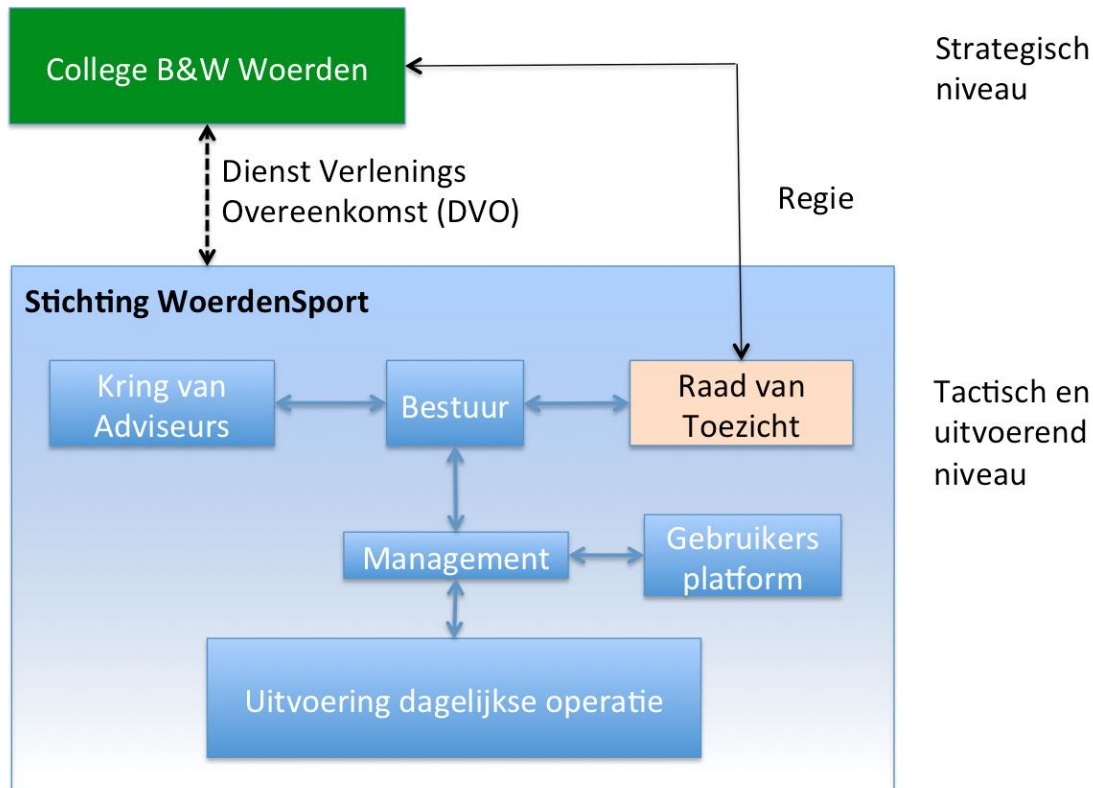 College B&W Woerden
Strategisch
niveau
Dienst Verlenings
Overeenkomst (DVO)
Regie
Stichting WoerdenSport
Kring van
Adviseurs
Bestuur
Raad van
Toezicht
Tactisch en
uitvoerend
niveau
Management
Gebruikers
platform
Uitvoering dagelijkse operatie